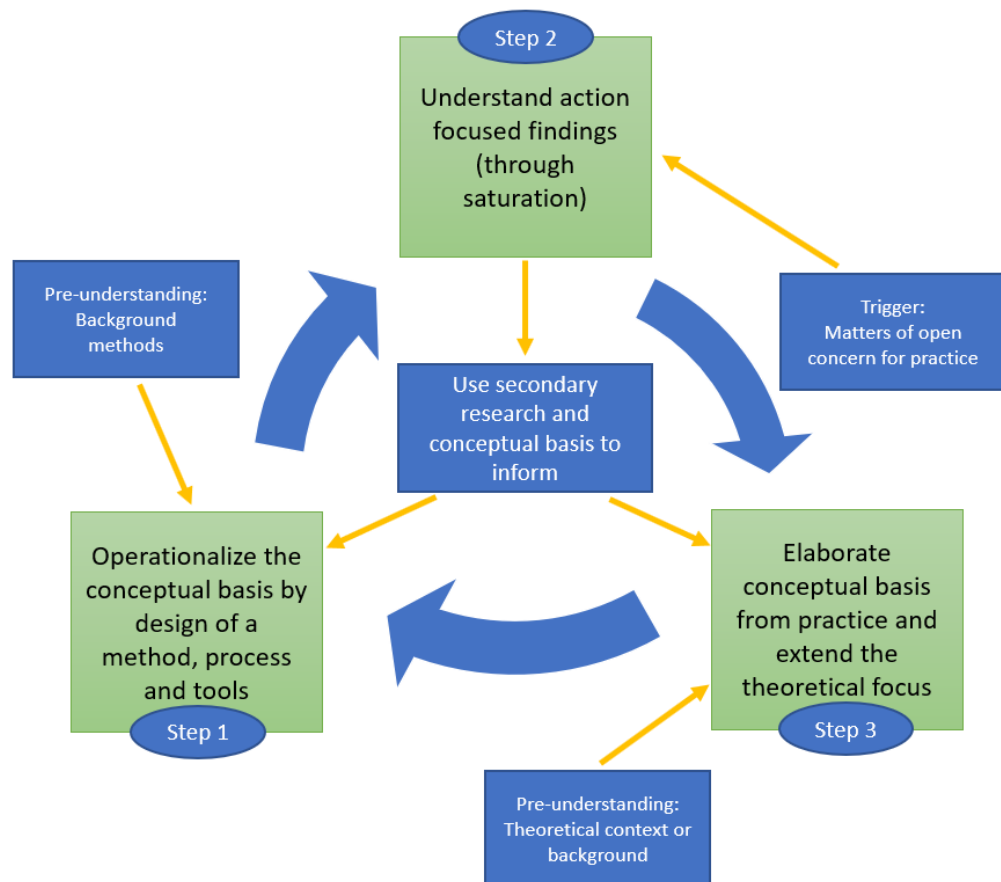 Step 2
Understand action
focused findings
(through
saturation)
Pre-understanding:
Background
methods
Trigger:
Matters of open
concern for practice
Use secondary
research and
conceptual basis to
inform
Operationalize the
conceptual basis by
design of a
method, process
and tools
Step 1
Elaborate
conceptual basis
from practice and
extend the
theoretical focus
Step 3
Pre-understanding:
Theoretical context or
background